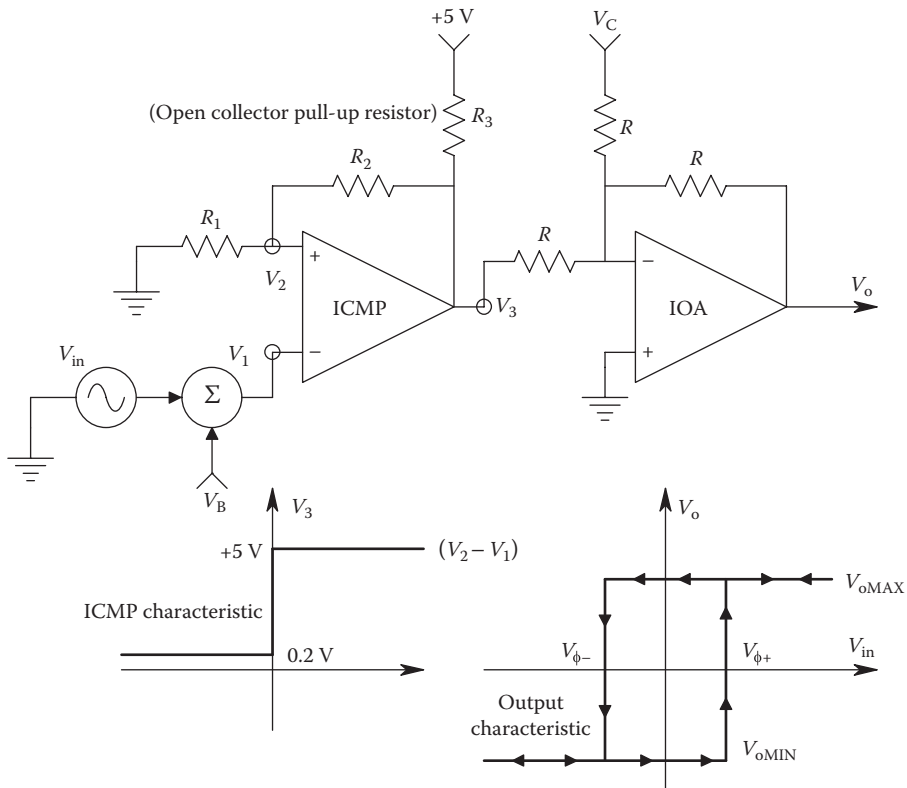 +5 V
V_C
(Open collector pull-up resistor)
R_3
R
R_2
R
R_1
+
R
−
V_2
ICMP
V_3
IOA
V_o
V_in
V_1
−
+
Σ
V_B
V_3
V_o
+5 V
(V_2 − V_1)
V_oMAX
ICMP characteristic
0.2 V
V_ϕ−
V_ϕ+
V_in
Output
characteristic
V_oMIN